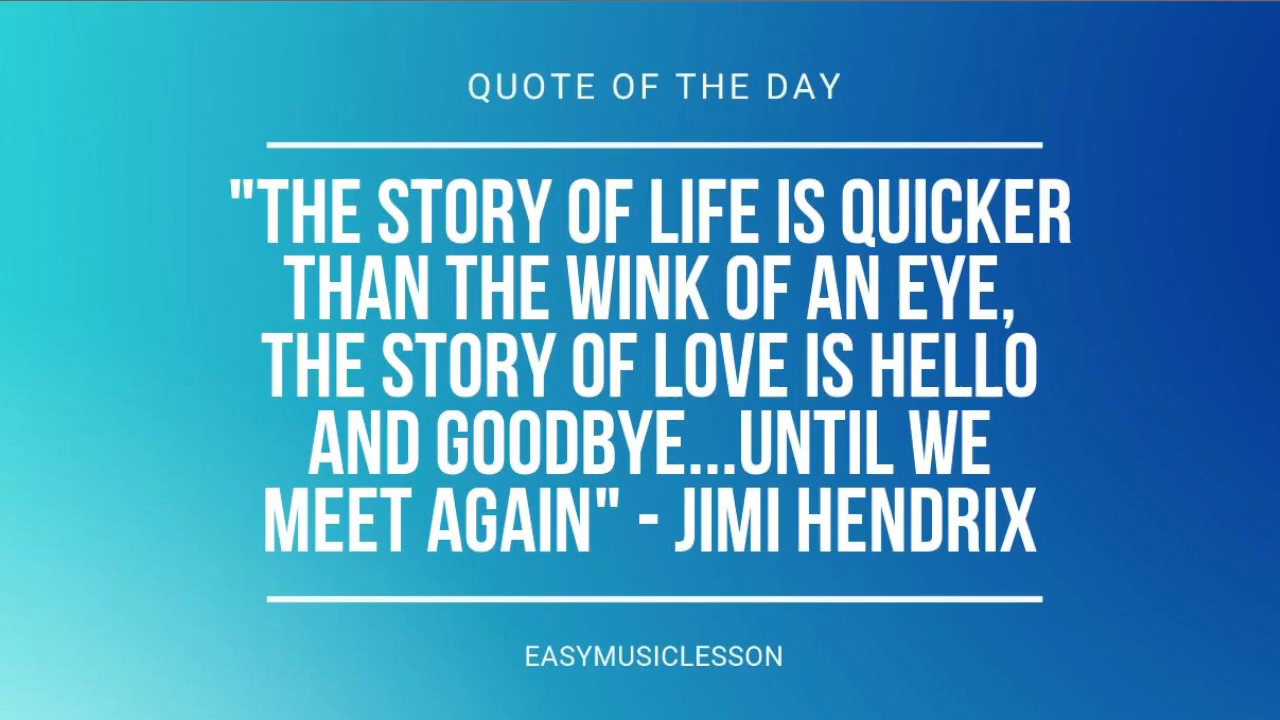 QUOTE OF THE DAY
"THE STORY OF LIFE IS QUICKER
THAN THE WINK OF AN EYE,
THE STORY OF LOVE IS HELLO
AND GOODBYE...UNTIL WE
MEET AGAIN" - JIMI HENDRIX
EASYMUSICLESSON